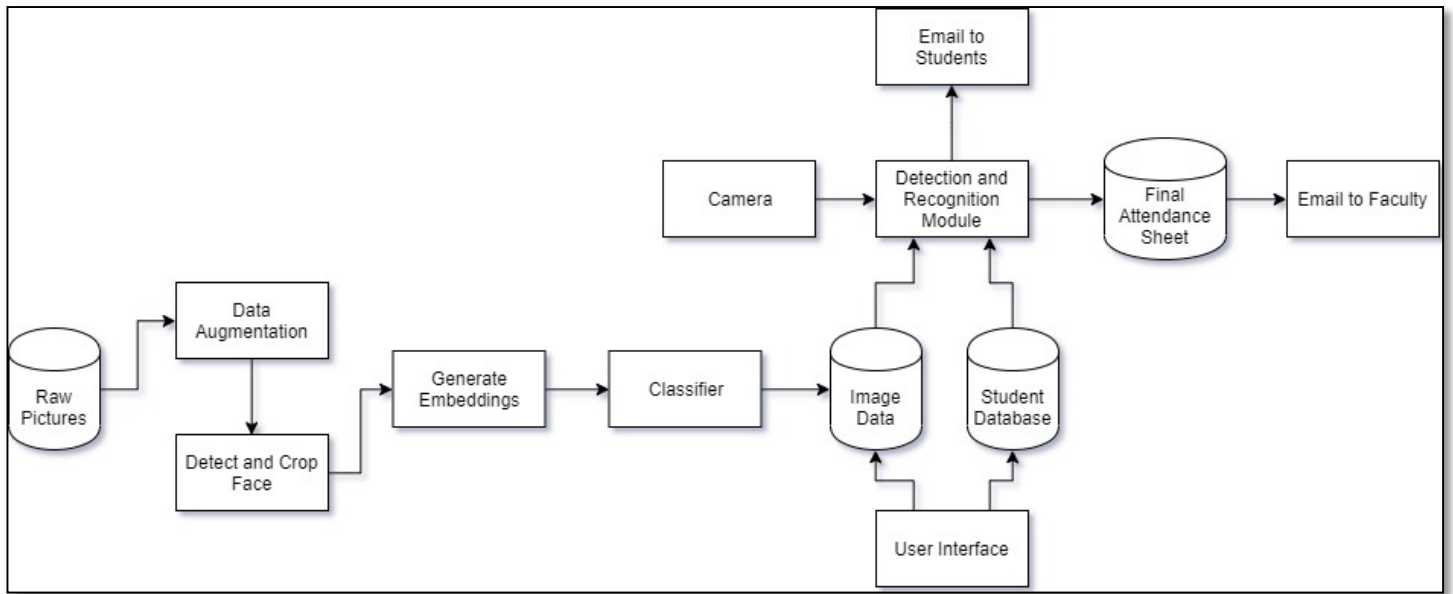 Email to
Students
Camera
Detection and
Recognition
Module
Final
Attendance
Sheet
Email to Faculty
Data
Augmentation
Raw
Pictures
Detect and Crop
Face
Generate
Embeddings
Classifier
Image
Data
Student
Database
User Interface